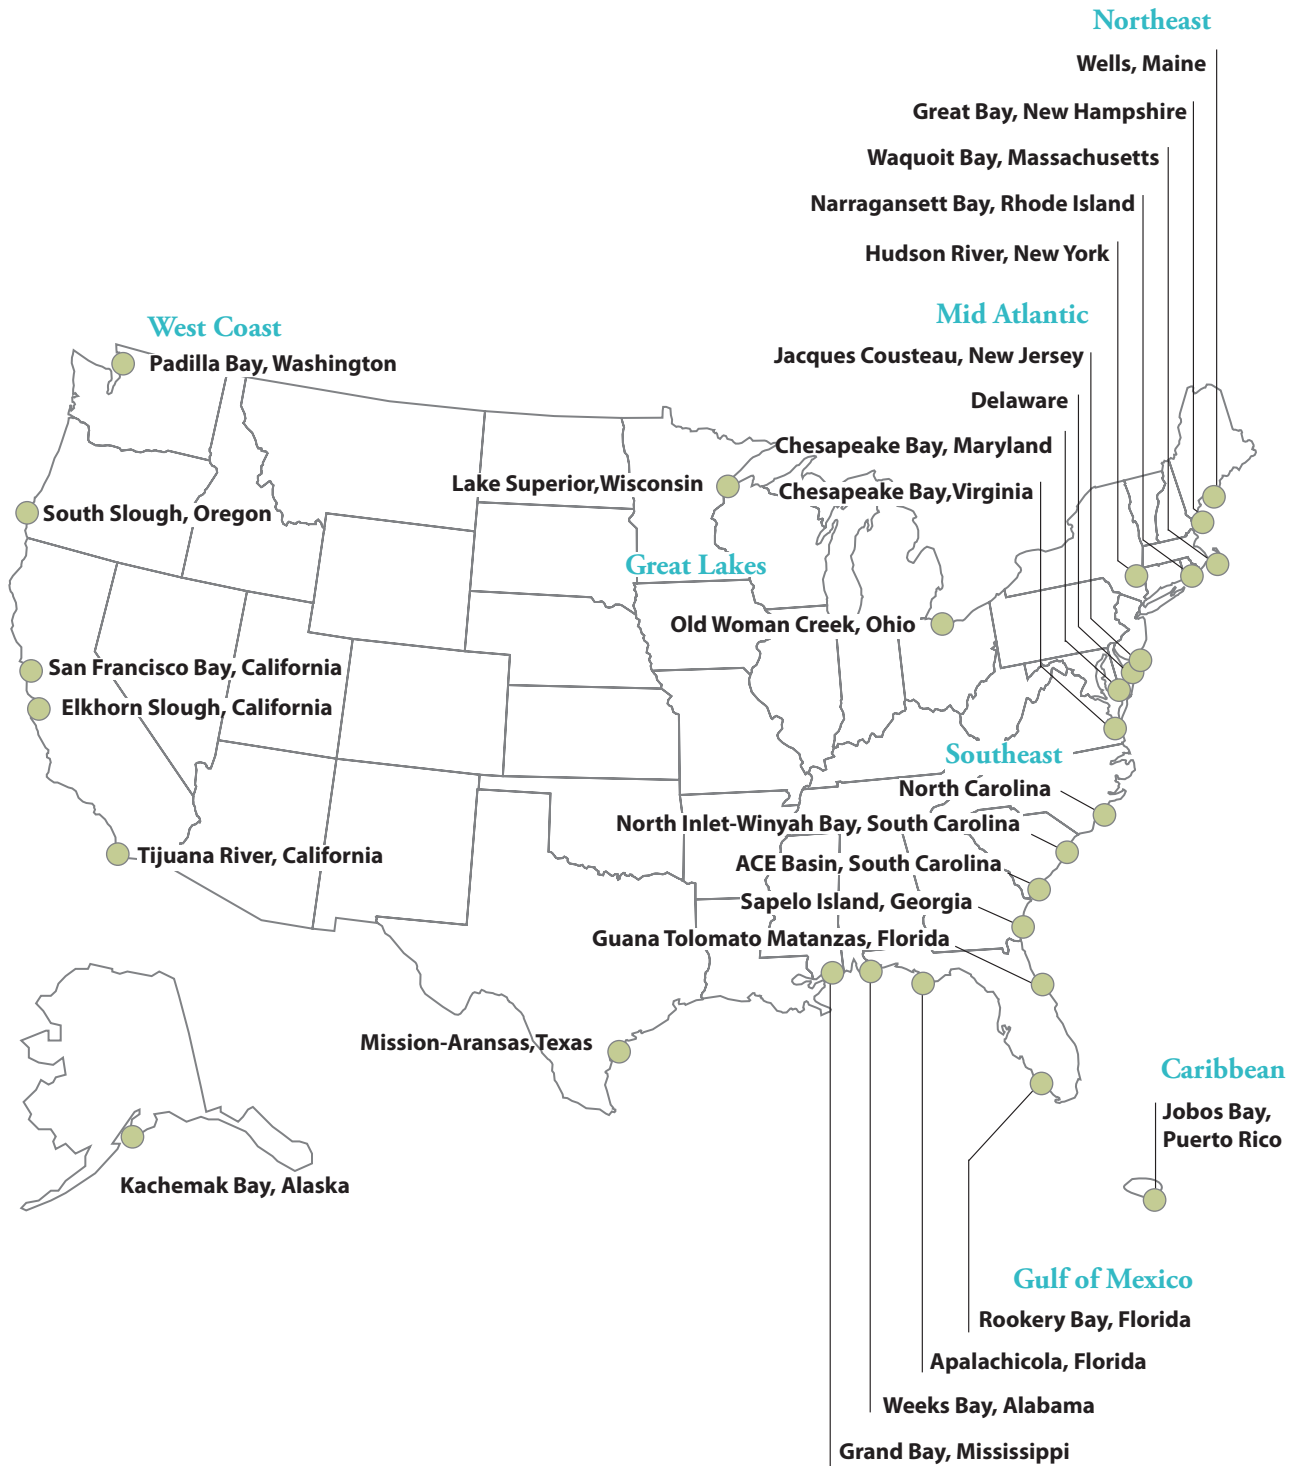 Northeast
Wells, Maine
Great Bay, New Hampshire
Waquoit Bay, Massachusetts
Narragansett Bay, Rhode Island
Hudson River, New York
Mid Atlantic
Jacques Cousteau, New Jersey
Delaware
Chesapeake Bay, Maryland
Chesapeake Bay,Virginia
West Coast
Padilla Bay, Washington
South Slough, Oregon
San Francisco Bay, California
Elkhorn Slough, California
Tijuana River, California
Kachemak Bay, Alaska
Lake Superior,Wisconsin
Great Lakes
Old Woman Creek, Ohio
Southeast
North Carolina
North Inlet-Winyah Bay, South Carolina
ACE Basin, South Carolina
Sapelo Island, Georgia
Guana Tolomato Matanzas, Florida
Mission-Aransas,Texas
Caribbean
Jobos Bay,
Puerto Rico
Gulf of Mexico
Rookery Bay, Florida
Apalachicola, Florida
Weeks Bay, Alabama
Grand Bay, Mississippi